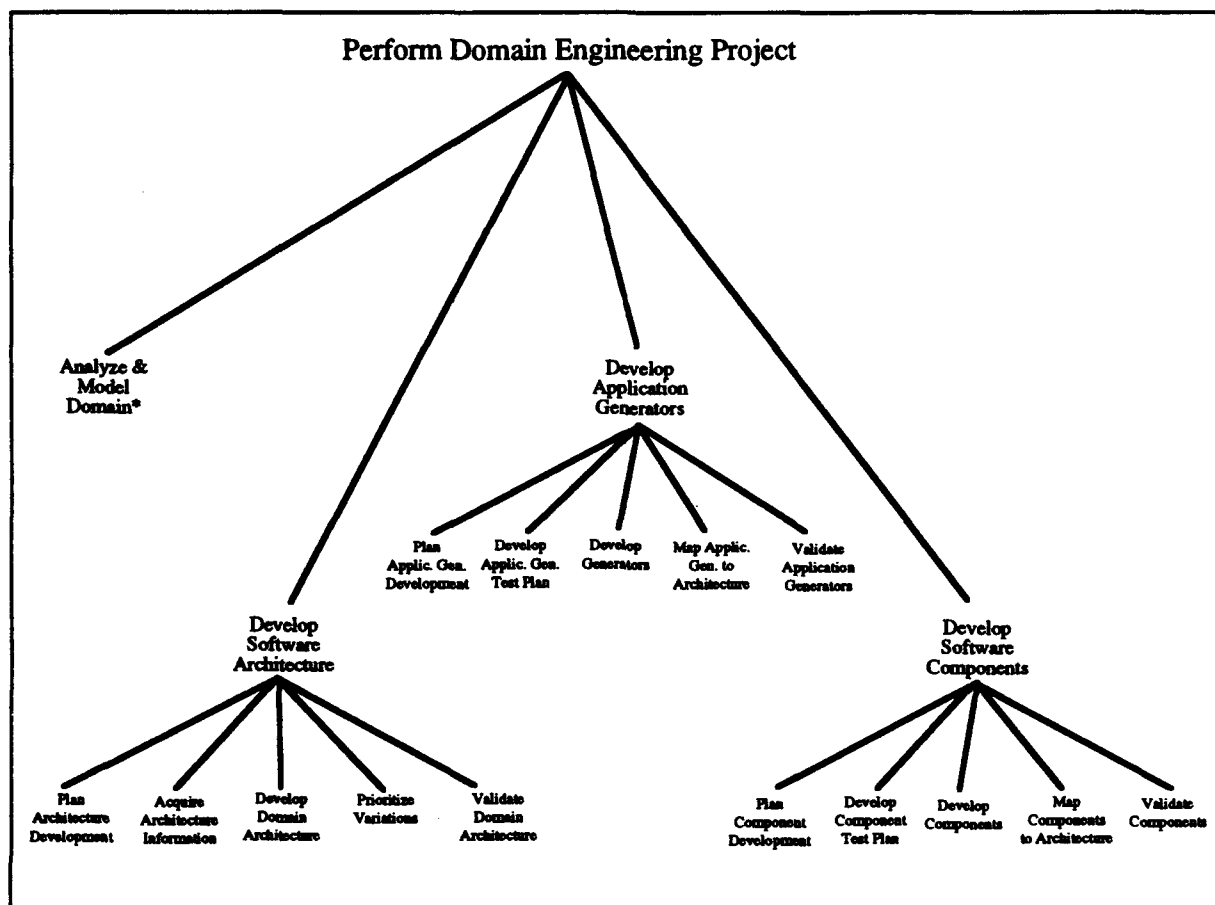 Perform Domain Engineering Project
Analyze &
Model
Domain*
Develop
Application
Generators
Plan
Applic. Gen.
Development
Develop
Applic. Gen.
Test Plan
Develop
Generators
Map Applic.
Gen. to
Architecture
Validate
Application
Generators
Develop
Software
Architecture
Develop
Software
Components
Plan
Architecture
Development
Acquire
Architecture
Information
Develop
Domain
Architecture
Prioritize
Variations
Validate
Domain
Architecture
Plan
Component
Development
Develop
Component
Test Plan
Develop
Components
Map
Components
to Architecture
Validate
Components